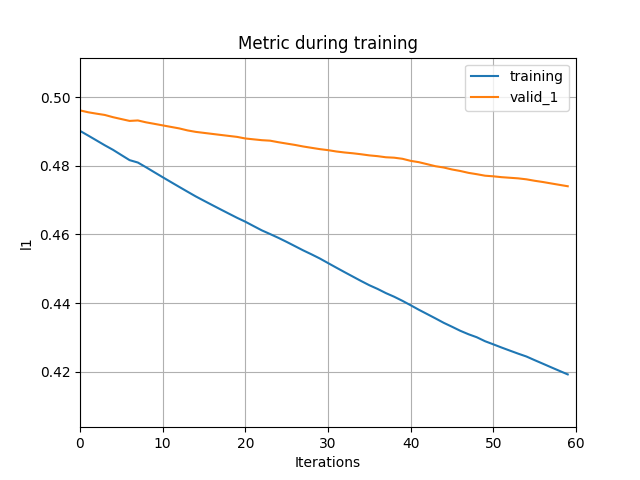 Metric during training
training
valid_1
0.50
0.48
0.46
0.44
0.42
l1
0 10 20 30 40 50 60
Iterations